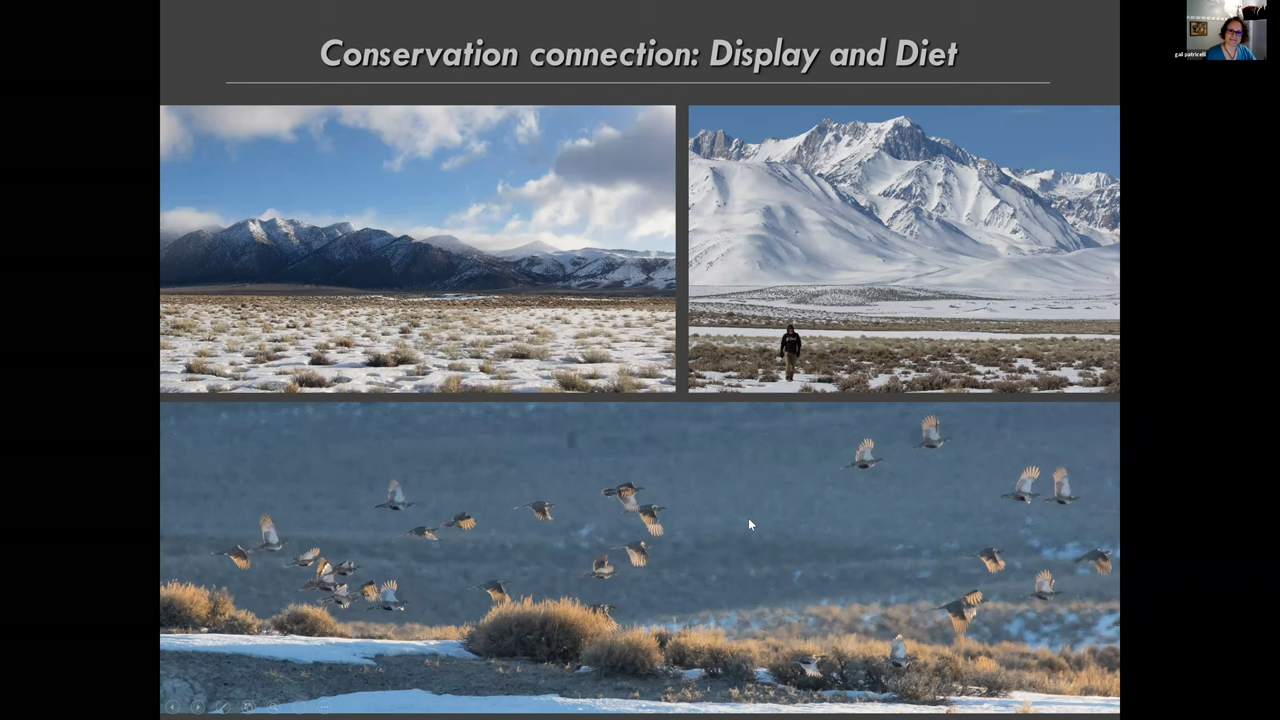 Conservation connection: Display and Diet
gail patricelli